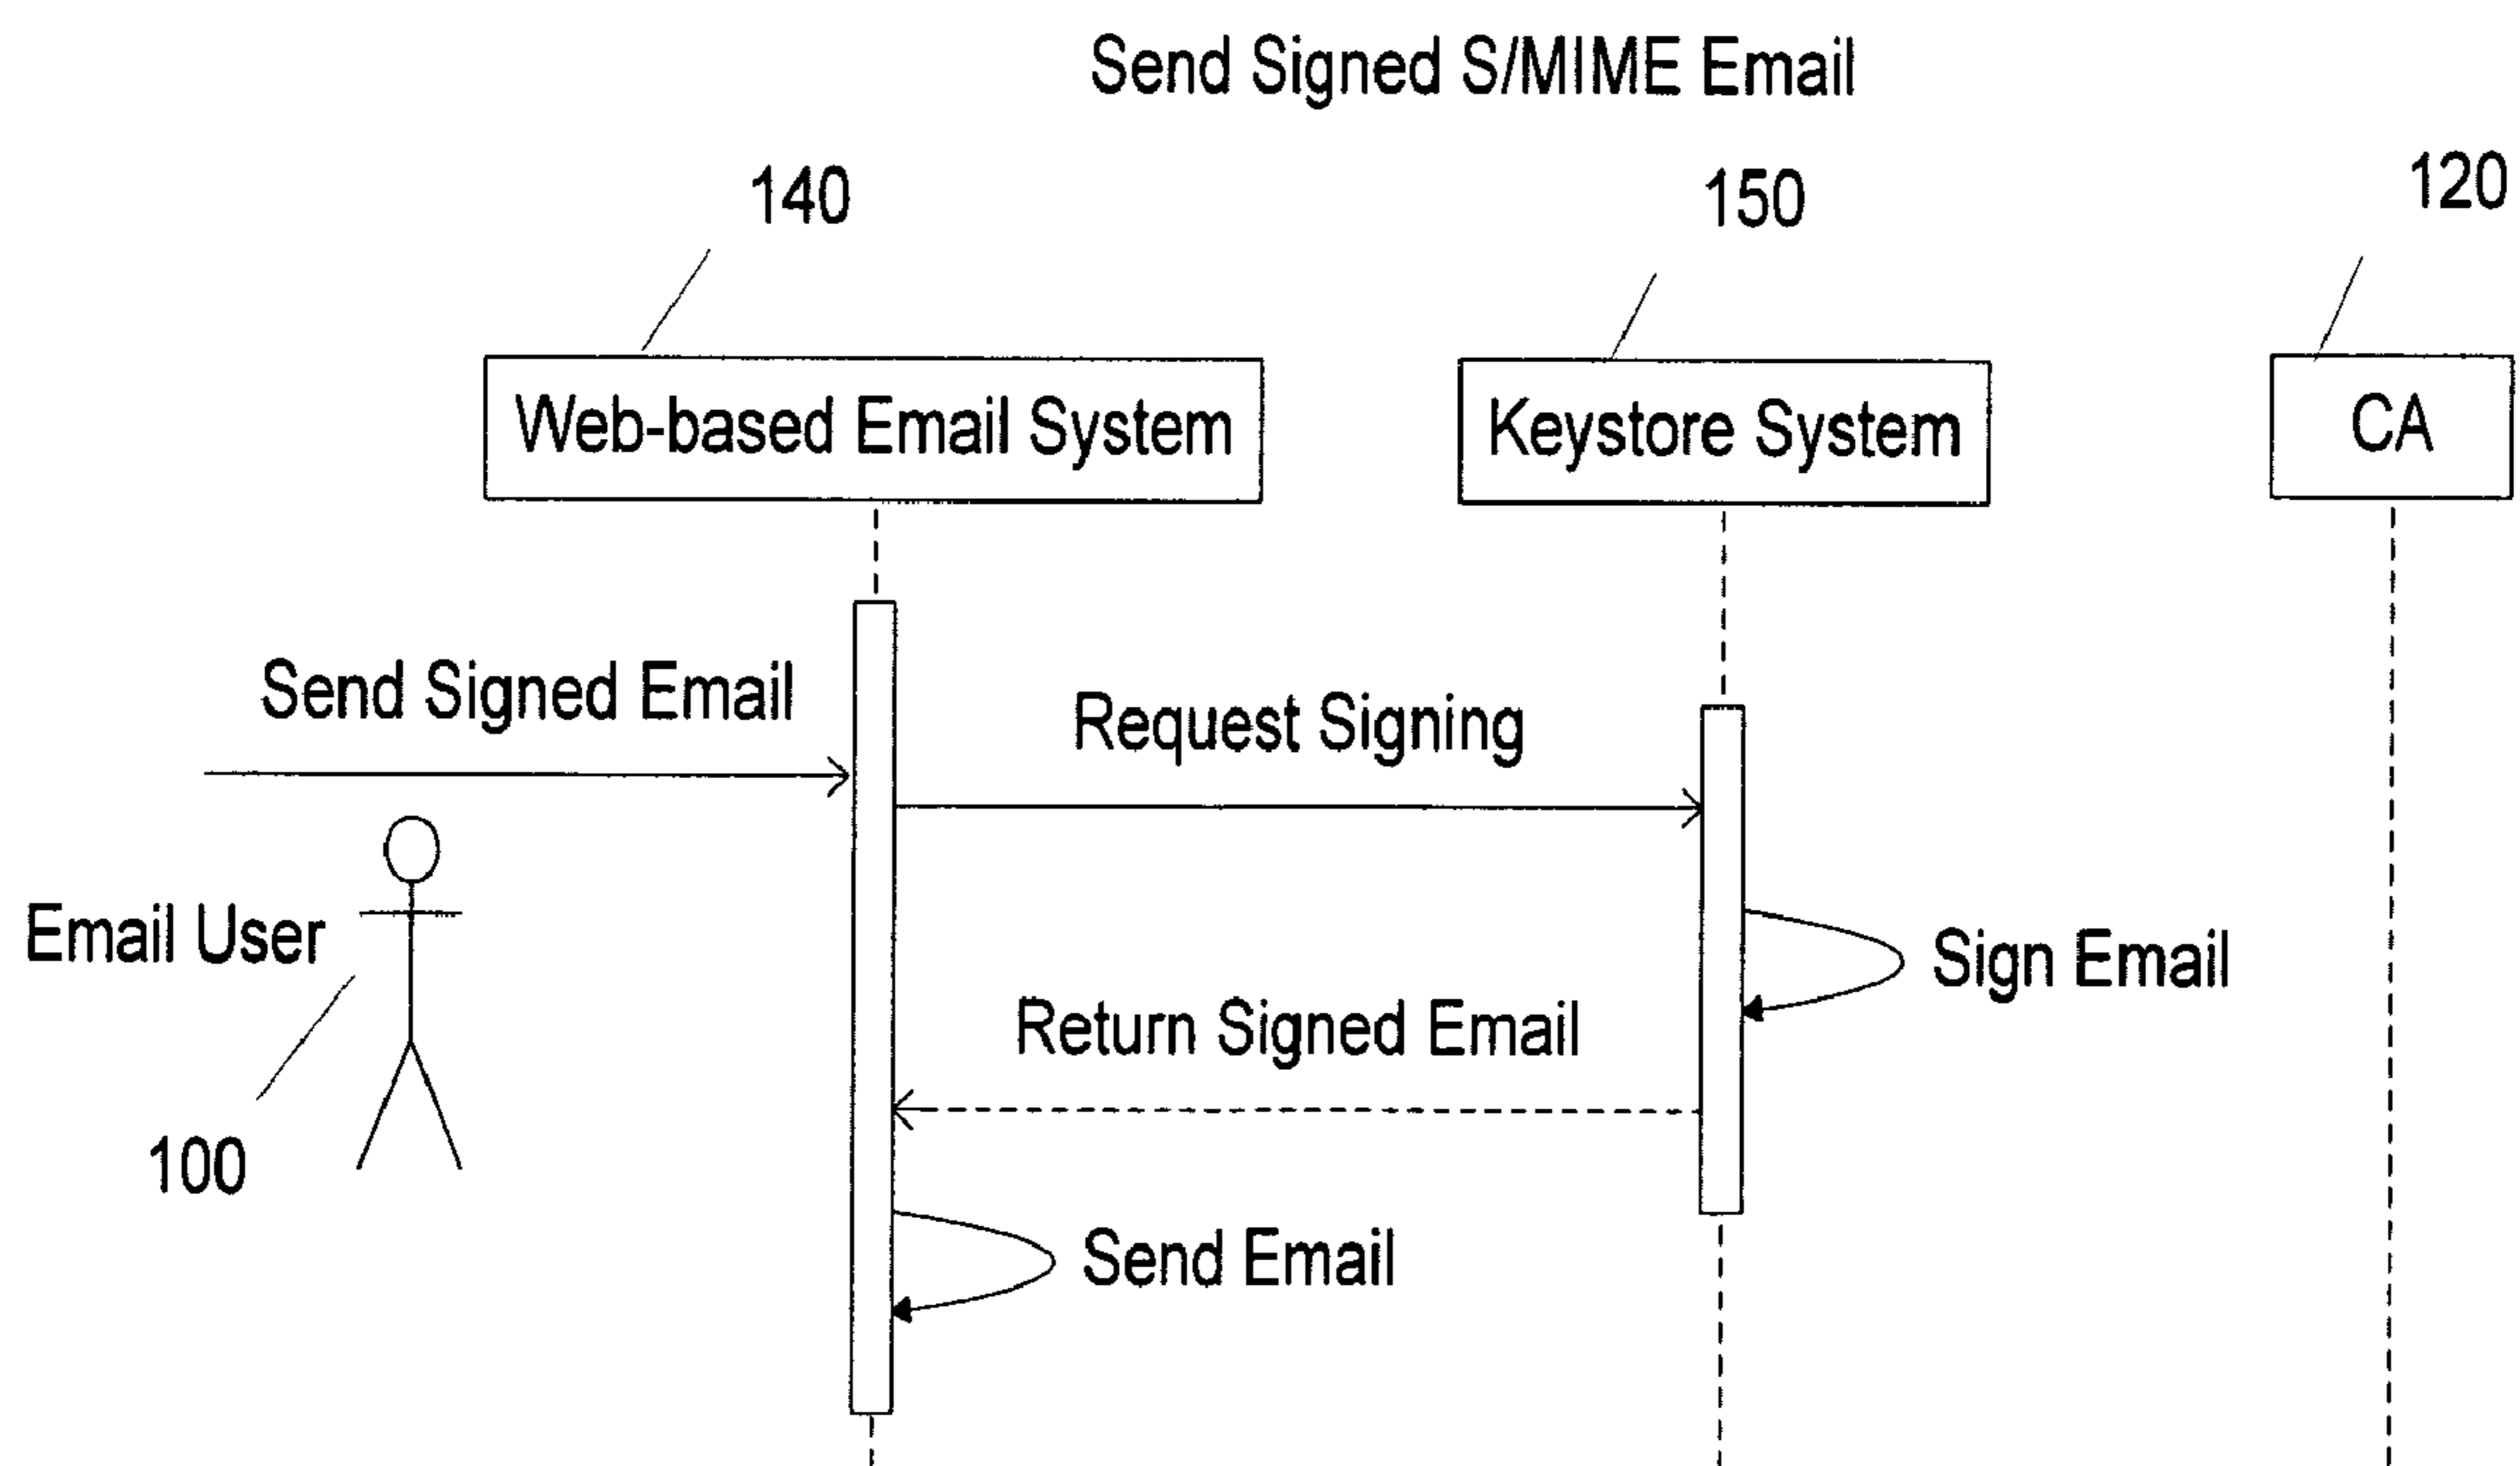 Send Signed S/MIME Email
140
150
120
Web-based Email System
Keystore System
CA
Send Signed Email
Request Signing
Email User
Sign Email
Return Signed Email
100
Send Email